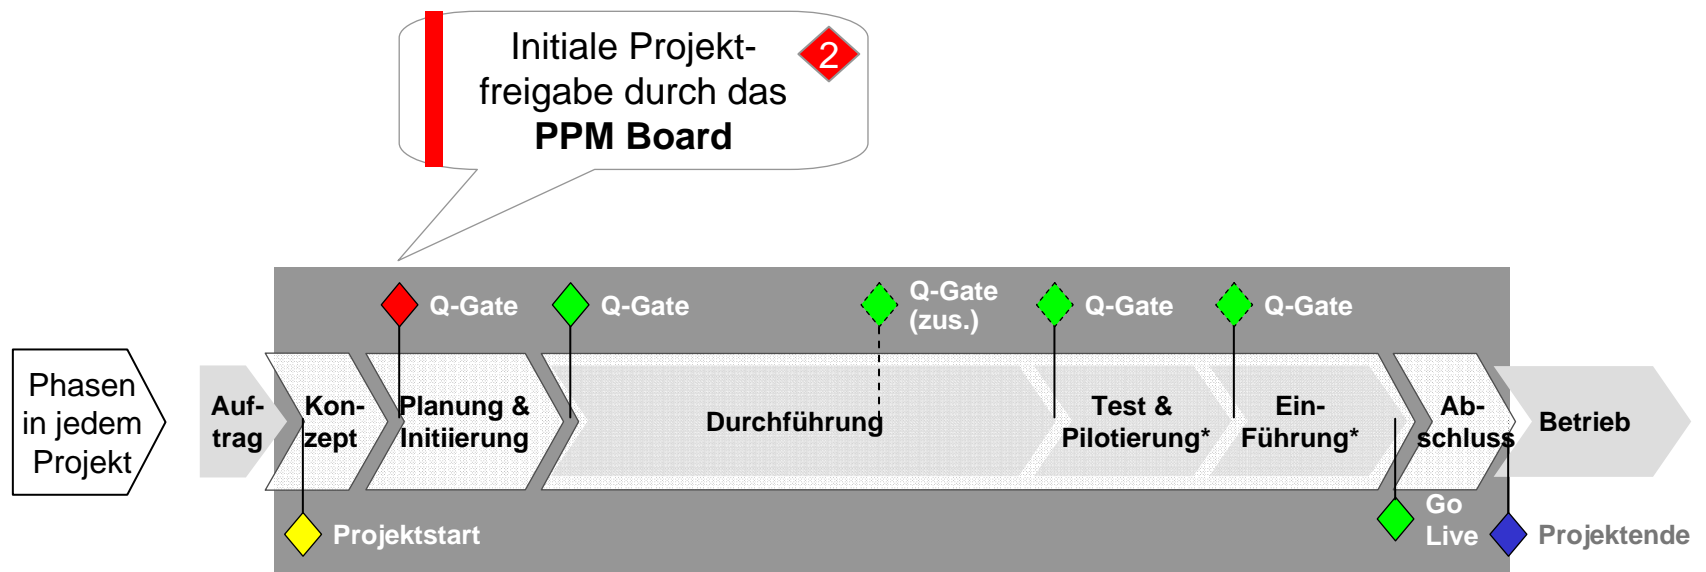 Initiale Projekt-
freigabe durch das
PPM Board
2
Q-Gate
Q-Gate
Q-Gate
(zus.)
Q-Gate
Q-Gate
Phasen
in jedem
Projekt
Auf-
trag
Kon-
zept
Planung &
Initiierung
Durchführung
Test &
Pilotierung*
Ein-
Führung*
Ab-
schluss
Betrieb
Projektstart
Go
Live
Projektende